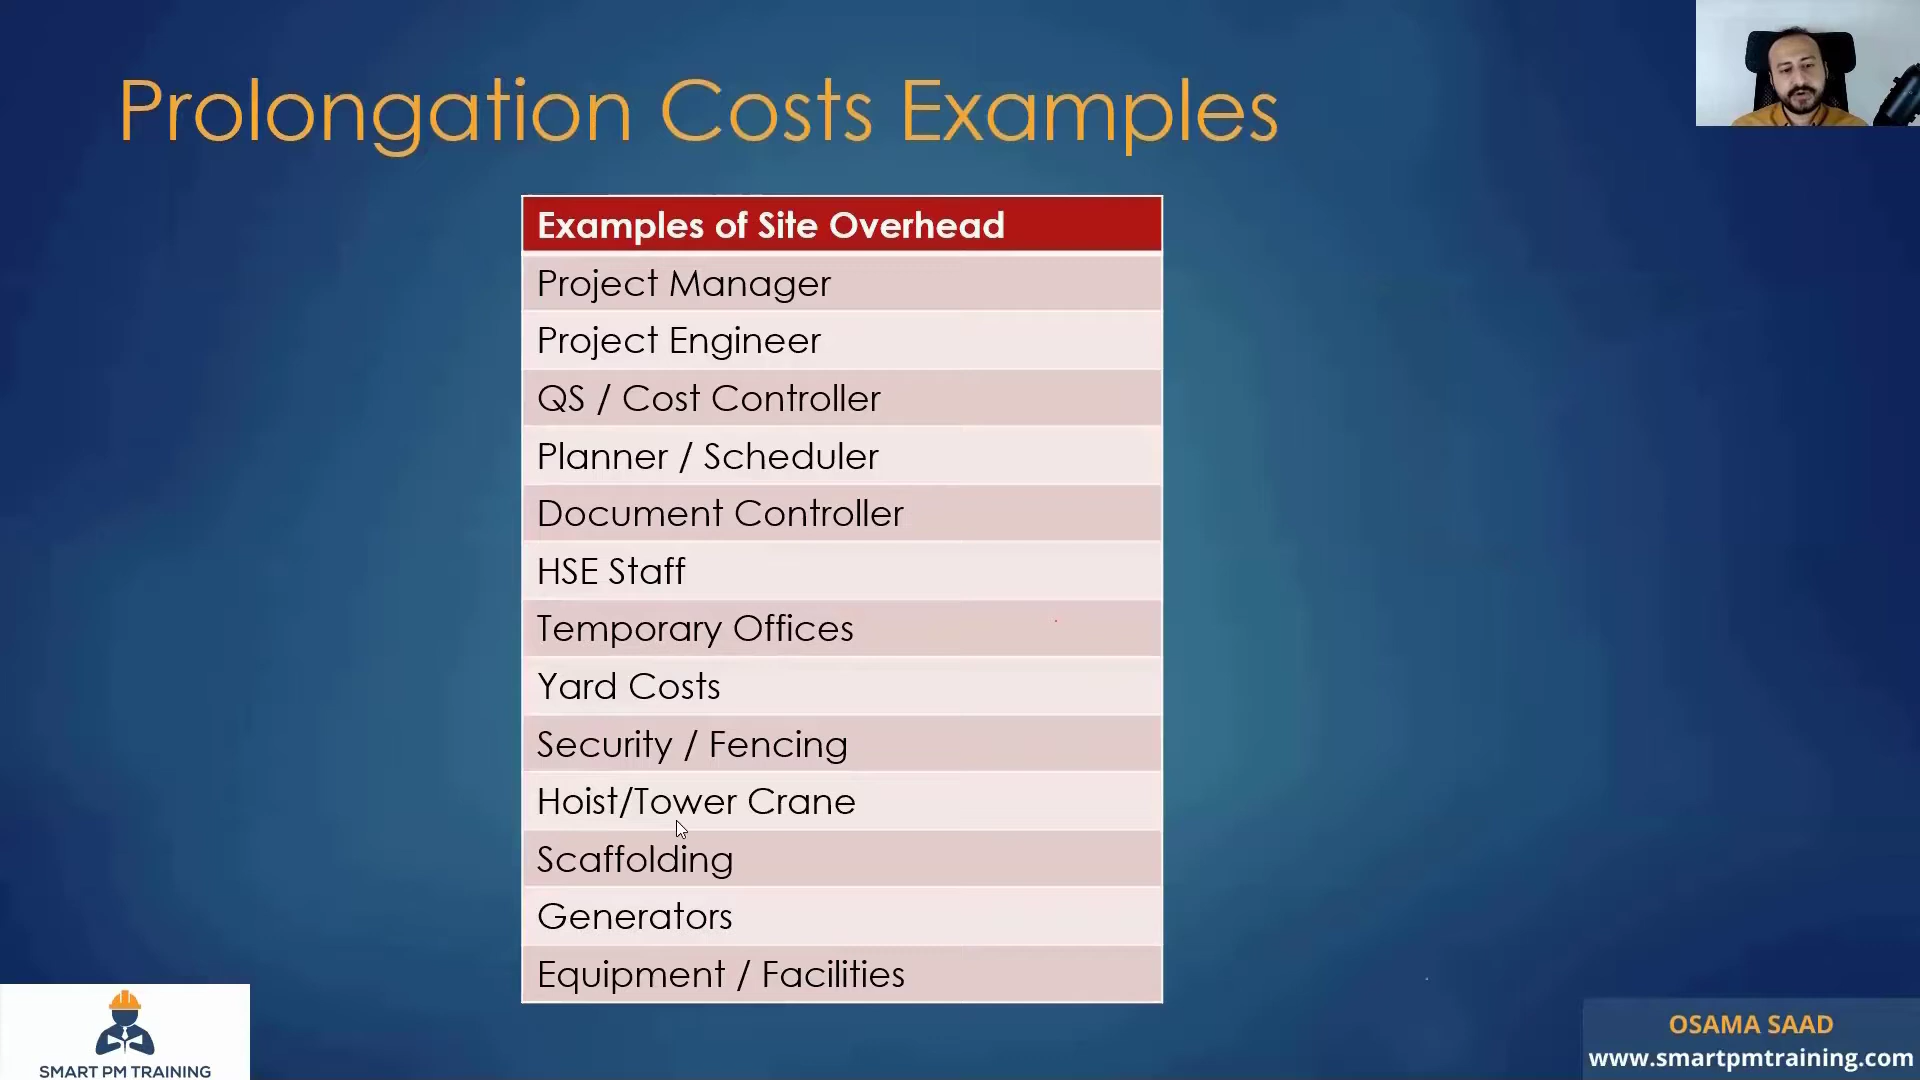 Prolongation Costs Examples
Examples of Site Overhead
Project Manager
Project Engineer
QS / Cost Controller
Planner / Scheduler
Document Controller
HSE Staff
Temporary Offices
Yard Costs
Security / Fencing
Hoist/Tower Crane
Scaffolding
Generators
Equipment / Facilities
SMART PM TRAINING
OSAMA SAAD
www.smartpmtraining.com